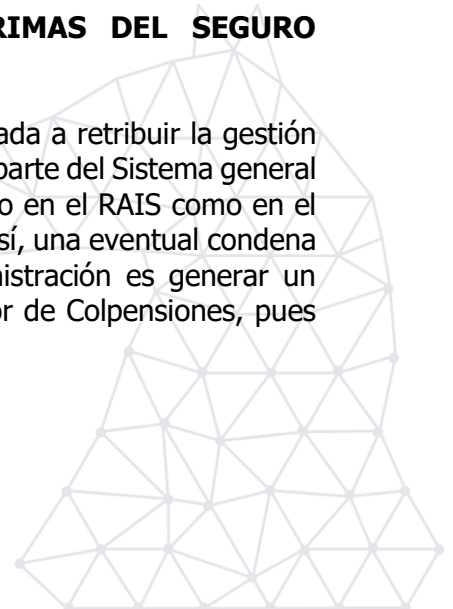 RIMAS DEL SEGURO
ada a retribuir la gestión
parte del Sistema general
o en el RAIS como en el
sí, una eventual condena
nistración es generar un
or de Colpensiones, pues